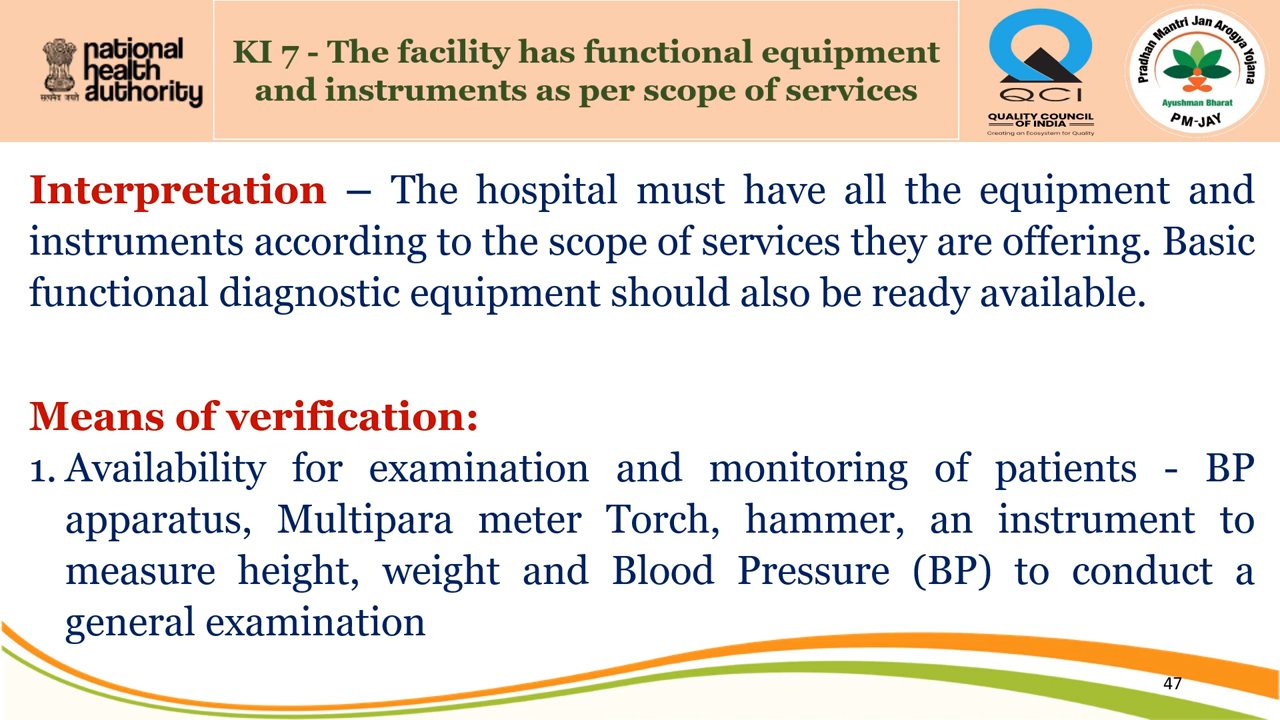 national
health
authority
सत्यमेव जयते
KI 7 - The facility has functional equipment
and instruments as per scope of services
QCI
QUALITY COUNCIL
OF INDIA
Creating an Ecosystem for Quality
Pradhan Mantri Jan Arogya Yojana
Ayushman Bharat
PM-JAY
Interpretation – The hospital must have all the equipment and
instruments according to the scope of services they are offering. Basic
functional diagnostic equipment should also be ready available.
Means of verification:
1. Availability for examination and monitoring of patients - BP
apparatus, Multipara meter Torch, hammer, an instrument to
measure height, weight and Blood Pressure (BP) to conduct a
general examination
47